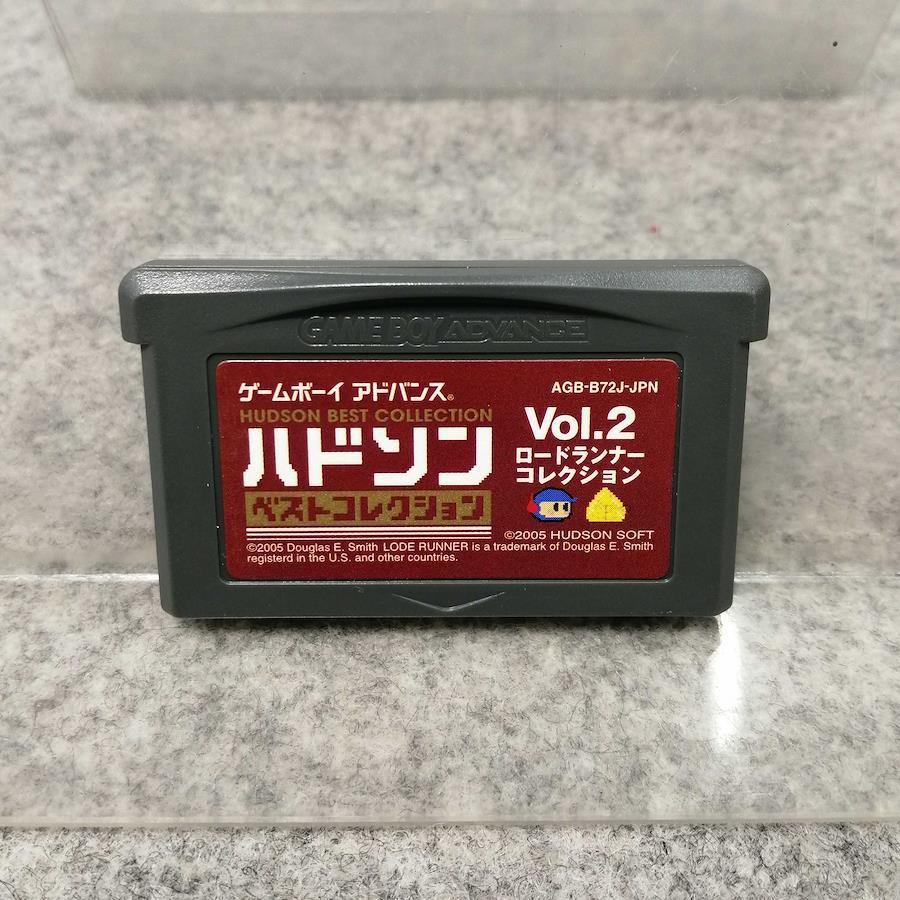 GAME BOY ADVANCE
ゲームボーイ アドバンス®
AGB-B72J-JPN
HUDSON BEST COLLECTION
ハドソン
ベストコレクション
Vol.2
ロードランナー
コレクション
©2005 HUDSON SOFT
©2005 Douglas E. Smith LODE RUNNER is a trademark of Douglas E. Smith
registerd in the U.S. and other countries.